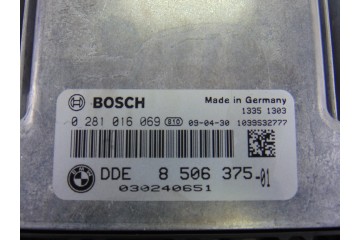 BOSCH Made in Germany
1335 1303
0 281 016 069 010 09-04-30 1039S32777
DDE 8 506 375-01
030240651